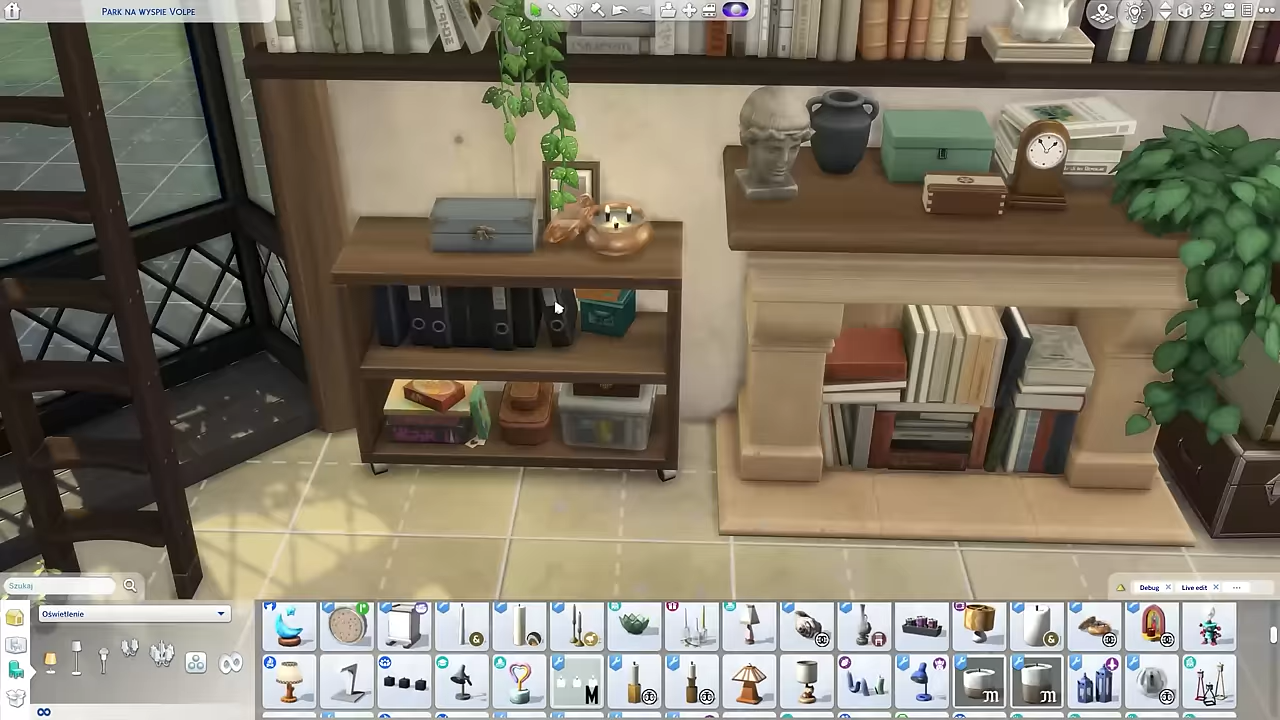 Park na wyspie Volpe
Debug
Live edit
Szukaj
Oświetlenie